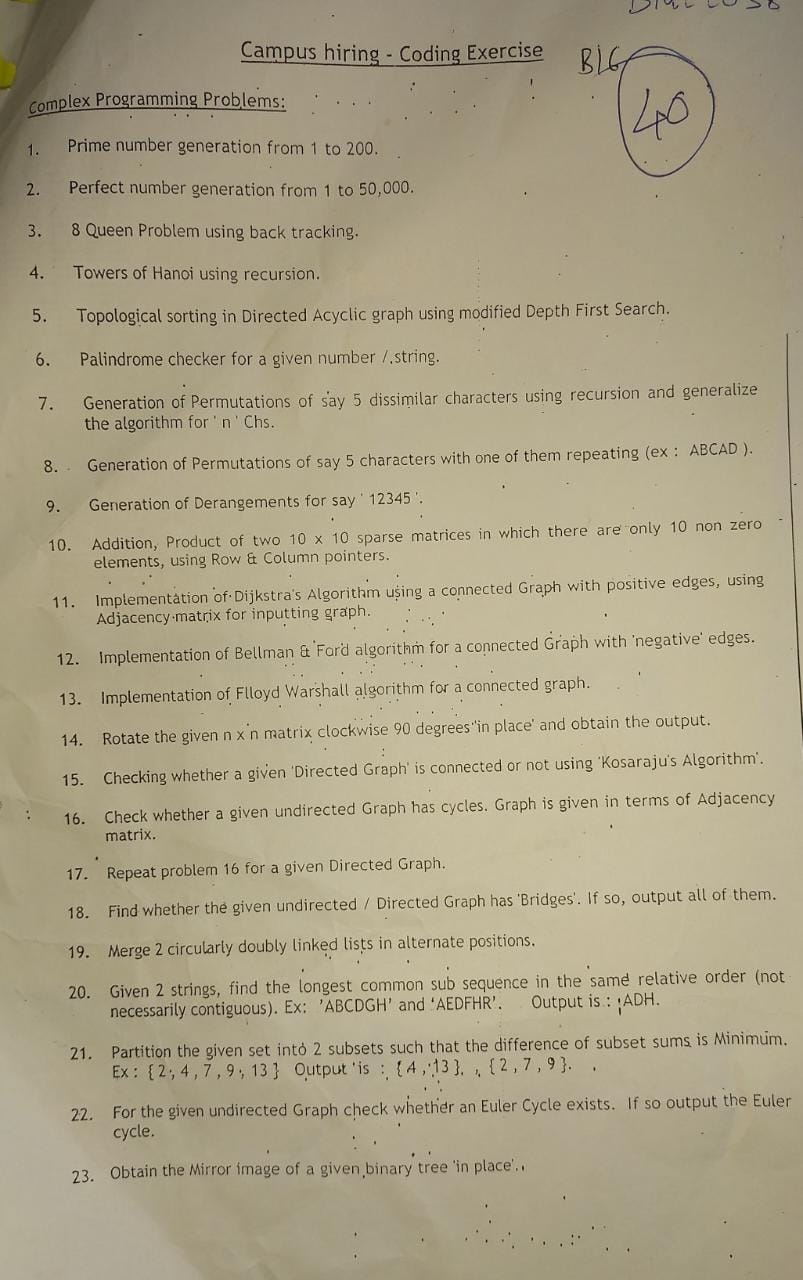 Campus hiring - Coding Exercise
BIG
40
Complex Programming Problems:
1. Prime number generation from 1 to 200.
2. Perfect number generation from 1 to 50,000.
3. 8 Queen Problem using back tracking.
4. Towers of Hanoi using recursion.
5. Topological sorting in Directed Acyclic graph using modified Depth First Search.
6. Palindrome checker for a given number / string.
7. Generation of Permutations of say 5 dissimilar characters using recursion and generalize
the algorithm for ' n ' Chs.
8. Generation of Permutations of say 5 characters with one of them repeating (ex : ABCAD ).
9. Generation of Derangements for say ' 12345 '.
10. Addition, Product of two 10 x 10 sparse matrices in which there are only 10 non zero
elements, using Row & Column pointers.
11. Implementation of Dijkstra's Algorithm using a connected Graph with positive edges, using
Adjacency matrix for inputting graph.
12. Implementation of Bellman & Ford algorithm for a connected Graph with 'negative' edges.
13. Implementation of Flloyd Warshall algorithm for a connected graph.
14. Rotate the given n x n matrix clockwise 90 degrees 'in place' and obtain the output.
15. Checking whether a given 'Directed Graph' is connected or not using 'Kosaraju's Algorithm'.
16. Check whether a given undirected Graph has cycles. Graph is given in terms of Adjacency
matrix.
17. Repeat problem 16 for a given Directed Graph.
18. Find whether the given undirected / Directed Graph has 'Bridges'. If so, output all of them.
19. Merge 2 circularly doubly linked lists in alternate positions.
20. Given 2 strings, find the longest common sub sequence in the same relative order (not
necessarily contiguous). Ex: 'ABCDGH' and 'AEDFHR'. Output is : ADH.
21. Partition the given set into 2 subsets such that the difference of subset sums is Minimum.
Ex : {2, 4 , 7 , 9 , 13 } Output is : {4 , 13 }, {2 , 7 , 9 }.
22. For the given undirected Graph check whether an Euler Cycle exists. If so output the Euler
cycle.
23. Obtain the Mirror image of a given binary tree 'in place'.